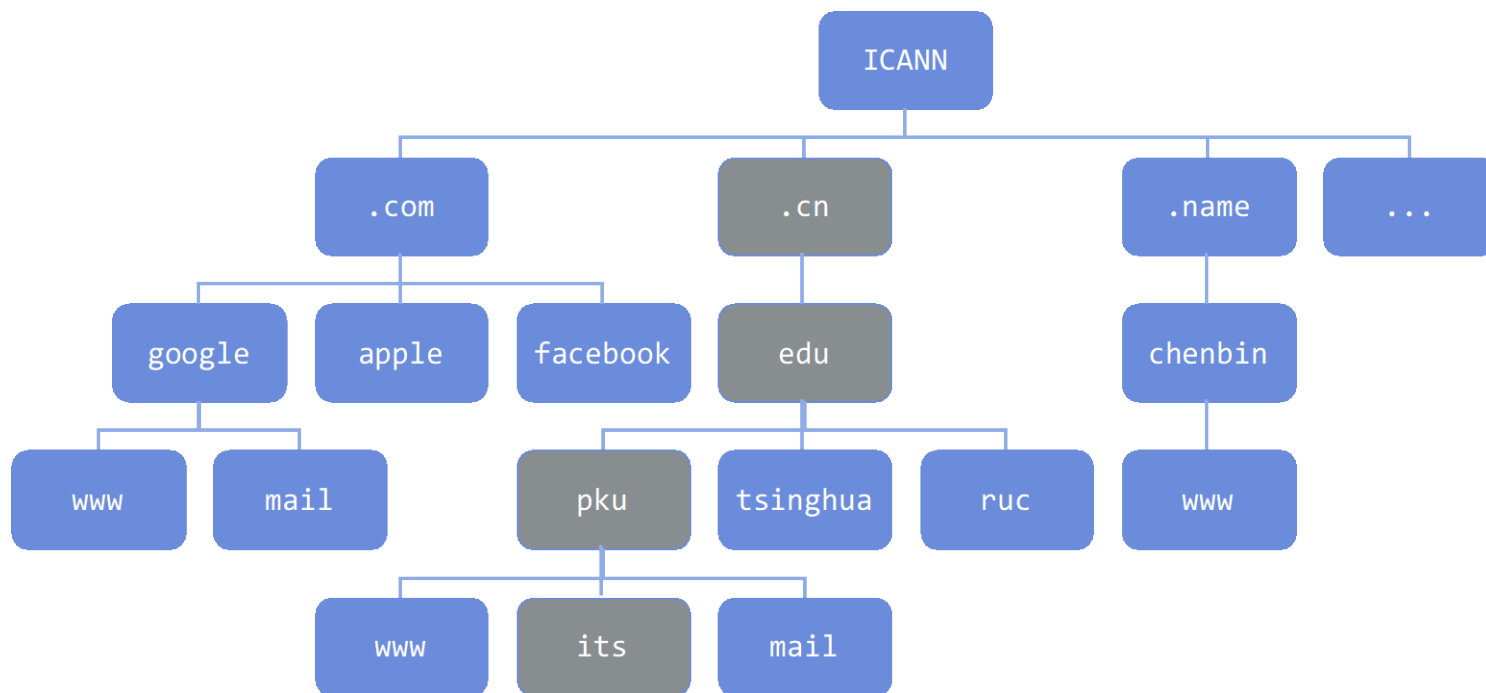 ICANN
.com
.cn
.name
...
google
apple
facebook
edu
chenbin
www
mail
pku
tsinghua
ruc
www
www
its
mail